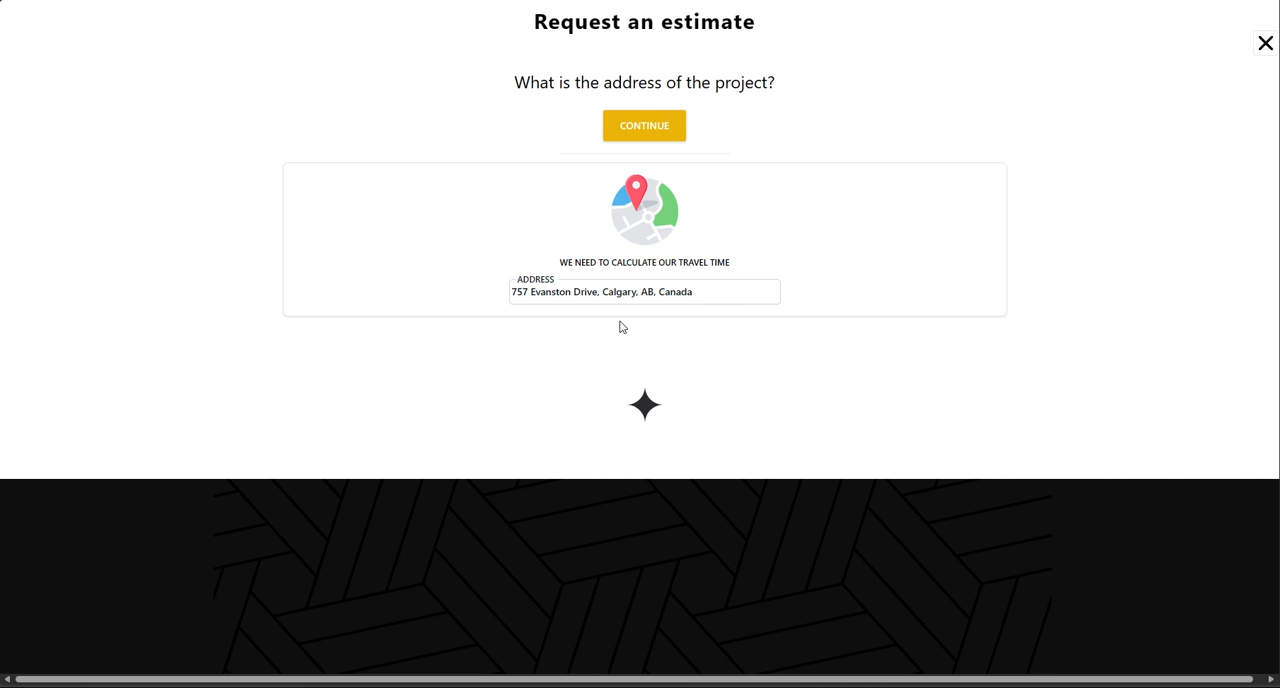 Request an estimate
What is the address of the project?
CONTINUE
WE NEED TO CALCULATE OUR TRAVEL TIME
ADDRESS
757 Evanston Drive, Calgary, AB, Canada